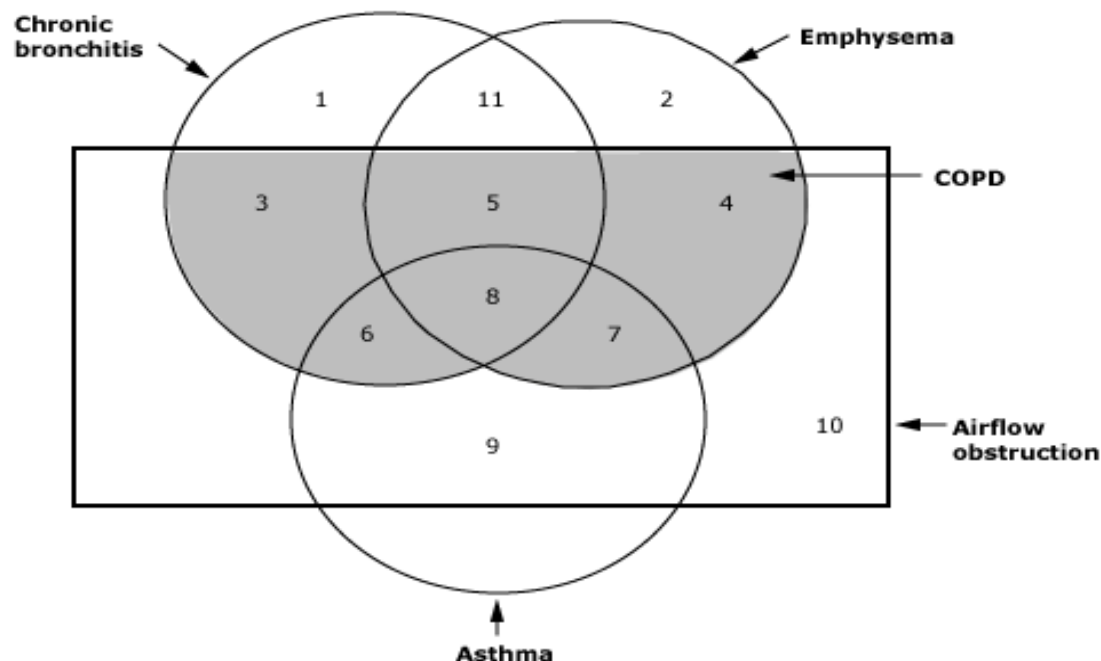 Chronic
bronchitis
Emphysema
1
11
2
COPD
3
5
4
8
6
7
10
Airflow
obstruction
9
Asthma